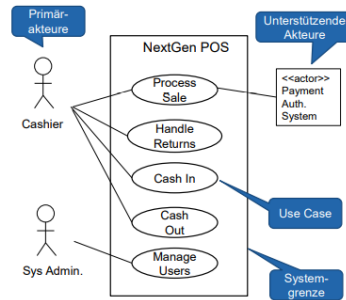 Primär-
akteure
Unterstützende
Akteure
NextGen POS
Process
Sale
<<actor>>
Payment
Auth.
System
Cashier
Handle
Returns
Cash In
Use Case
Cash
Out
Sys Admin.
Manage
Users
System-
grenze